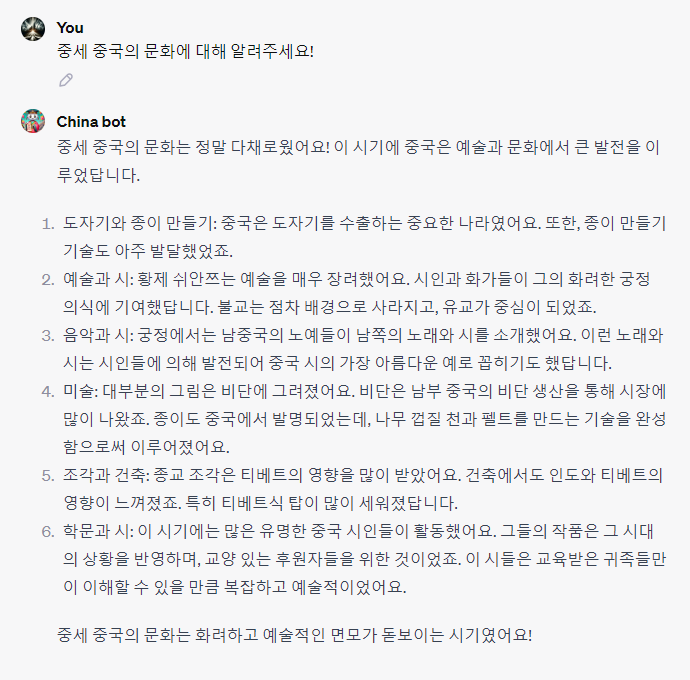 You
중세 중국의 문화에 대해 알려주세요!
China bot
중세 중국의 문화는 정말 다채로웠어요! 이 시기에 중국은 예술과 문화에서 큰 발전을 이
루었답니다.
1. 도자기와 종이 만들기: 중국은 도자기를 수출하는 중요한 나라였어요. 또한, 종이 만들기
기술도 아주 발달했었죠.
2. 예술과 시: 황제 쉬안쯔는 예술을 매우 장려했어요. 시인과 화가들이 그의 화려한 궁정
의식에 기여했답니다. 불교는 점차 배경으로 사라지고, 유교가 중심이 되었죠.
3. 음악과 시: 궁정에서는 남중국의 노예들이 남쪽의 노래와 시를 소개했어요. 이런 노래와
시는 시인들에 의해 발전되어 중국 시의 가장 아름다운 예로 꼽히기도 했답니다.
4. 미술: 대부분의 그림은 비단에 그려졌어요. 비단은 남부 중국의 비단 생산을 통해 시장에
많이 나왔죠. 종이도 중국에서 발명되었는데, 나무 껍질 천과 펠트를 만드는 기술을 완성
함으로써 이루어졌어요.
5. 조각과 건축: 종교 조각은 티베트의 영향을 많이 받았어요. 건축에서도 인도와 티베트의
영향이 느껴졌죠. 특히 티베트식 탑이 많이 세워졌답니다.
6. 학문과 시: 이 시기에는 많은 유명한 중국 시인들이 활동했어요. 그들의 작품은 그 시대
의 상황을 반영하며, 교양 있는 후원자들을 위한 것이었죠. 이 시들은 교육받은 귀족들만
이 이해할 수 있을 만큼 복잡하고 예술적이었어요.
중세 중국의 문화는 화려하고 예술적인 면모가 돋보이는 시기였어요!